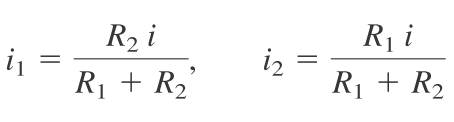 i₁ = R₂ i / (R₁ + R₂), i₂ = R₁ i / (R₁ + R₂)